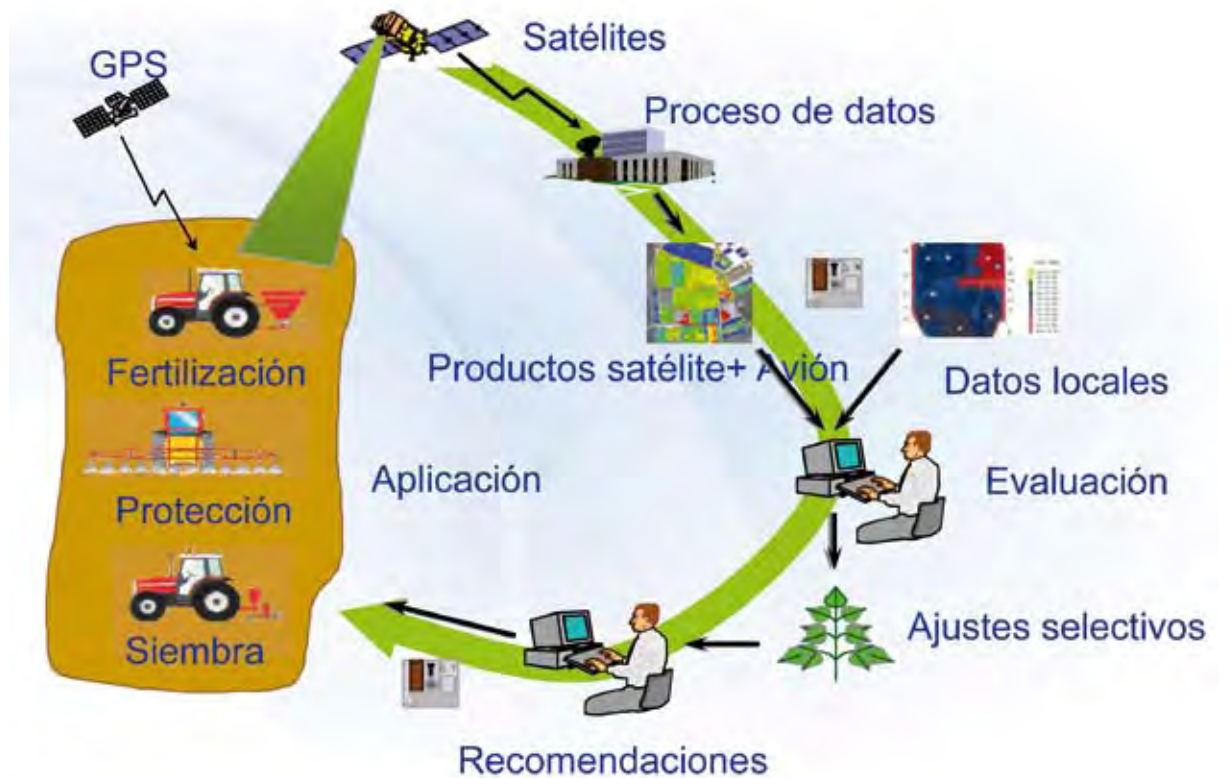 Satélites
GPS
Proceso de datos
Productos satélite+ Avión
Datos locales
Fertilización
Aplicación
Evaluación
Protección
Ajustes selectivos
Siembra
Recomendaciones